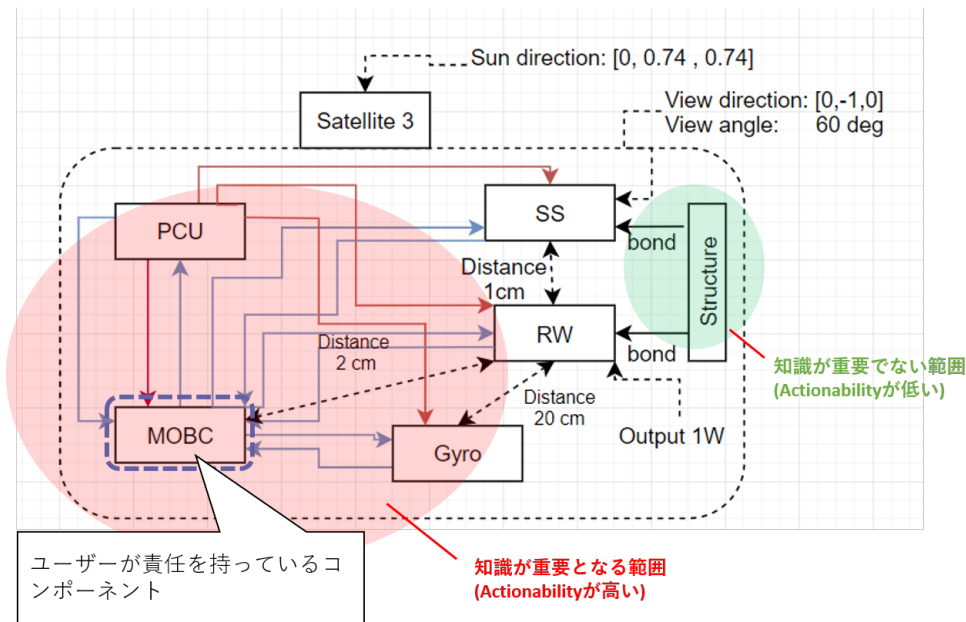 Sun direction: [0, 0.74 , 0.74]
Satellite 3
View direction: [0,-1,0]
View angle: 60 deg
PCU
SS
bond
Structure
Distance
1cm
RW
bond
Distance
2 cm
Distance
20 cm
MOBC
Gyro
Output 1W
知識が重要でない範囲
(Actionabilityが低い)
ユーザーが責任を持っているコ
ンポーネント
知識が重要となる範囲
(Actionabilityが高い)